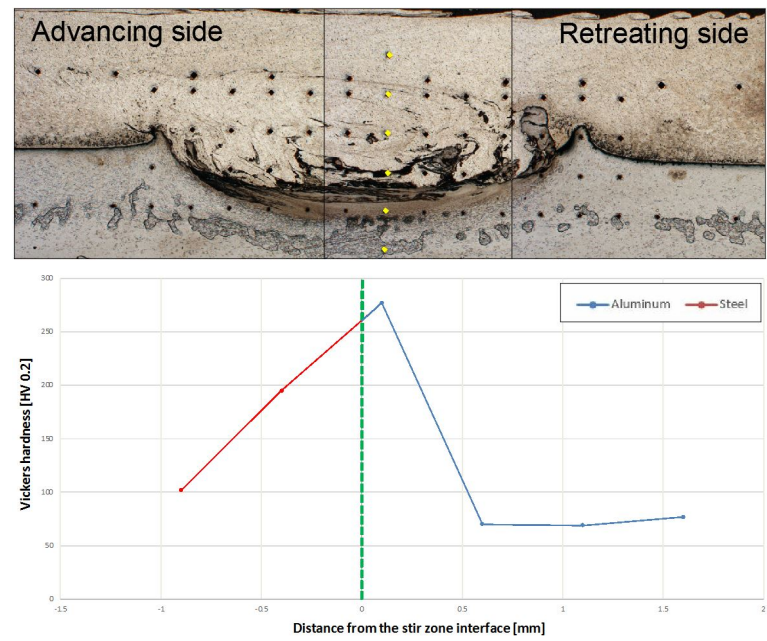 Advancing side
Retreating side
300
250
200
150
100
50
0
-1.5
-1
-0.5
0
0.5
1
1.5
2
Aluminum
Steel
Vickers hardness [HV 0.2]
Distance from the stir zone interface [mm]